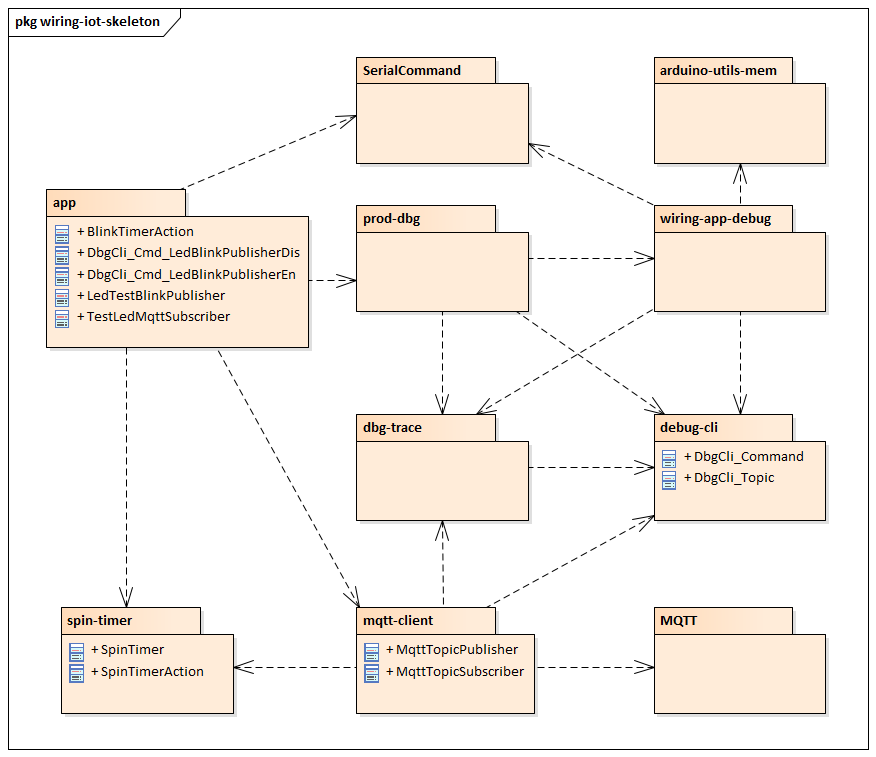 pkg wiring-iot-skeleton
SerialCommand
arduino-utils-mem
app
+ BlinkTimerAction
+ DbgCli_Cmd_LedBlinkPublisherDis
+ DbgCli_Cmd_LedBlinkPublisherEn
+ LedTestBlinkPublisher
+ TestLedMqttSubscriber
prod-dbg
wiring-app-debug
dbg-trace
debug-cli
+ DbgCli_Command
+ DbgCli_Topic
spin-timer
+ SpinTimer
+ SpinTimerAction
mqtt-client
+ MqttTopicPublisher
+ MqttTopicSubscriber
MQTT